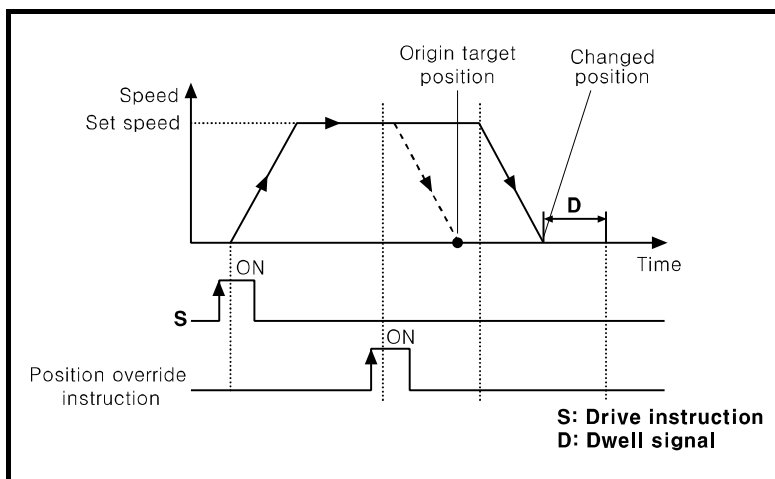 Origin target
position
Changed
position
Speed
Set speed
D
Time
ON
S
ON
Position override
instruction
S: Drive instruction
D: Dwell signal